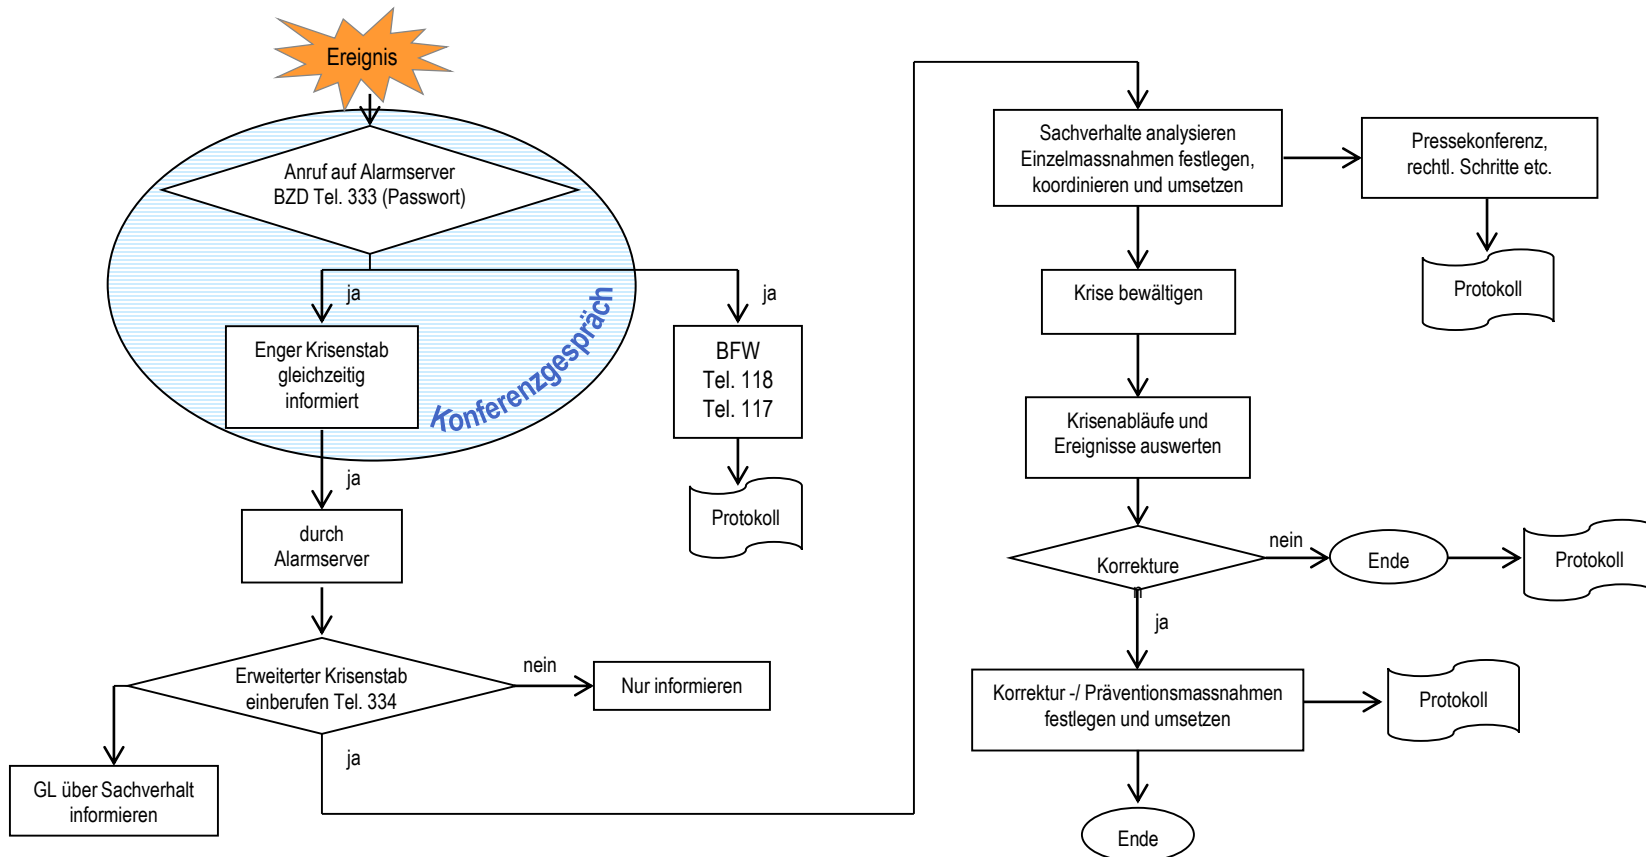 Ereignis
Anruf auf Alarmserver
BZD Tel. 333 (Passwort)
ja
ja
Enger Krisenstab
gleichzeitig
informiert
Konferenzgespräch
BFW
Tel. 118
Tel. 117
ja
Protokoll
durch
Alarmserver
Erweiterter Krisenstab
einberufen Tel. 334
nein
Nur informieren
ja
GL über Sachverhalt
informieren
Sachverhalte analysieren
Einzelmassnahmen festlegen,
koordinieren und umsetzen
Pressekonferenz,
rechtl. Schritte etc.
Protokoll
Krise bewältigen
Krisenabläufe und
Ereignisse auswerten
Korrekture
n
nein
Ende
Protokoll
ja
Korrektur -/ Präventionsmassnahmen
festlegen und umsetzen
Protokoll
Ende